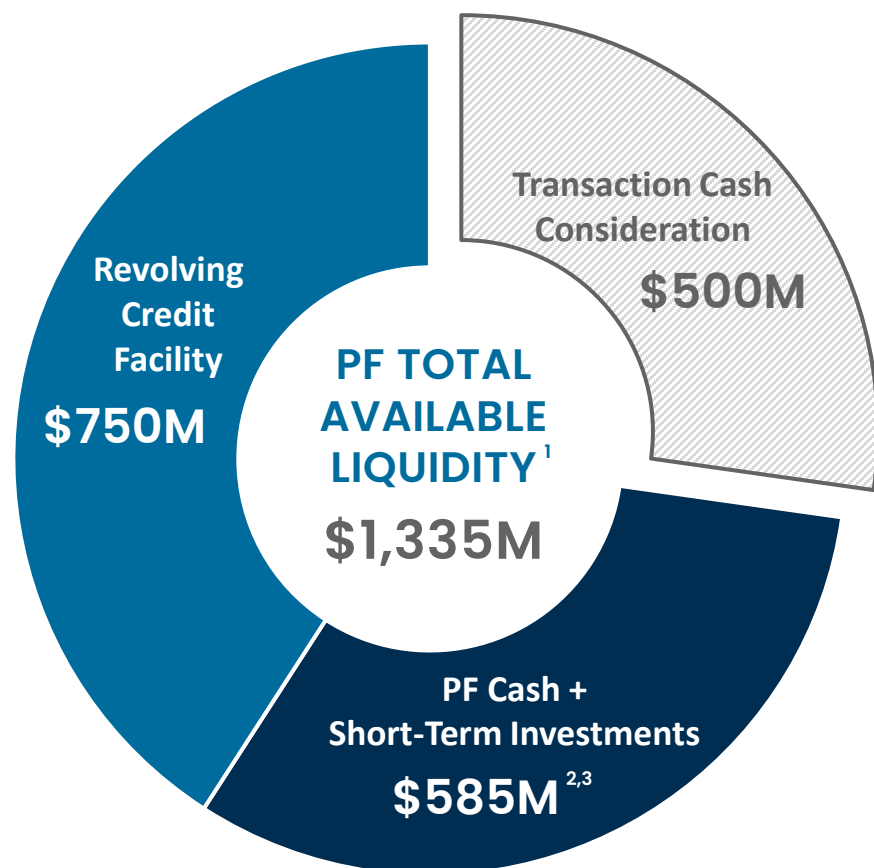 Transaction Cash
Consideration
$500M
Revolving
Credit
Facility
$750M
PF TOTAL
AVAILABLE
LIQUIDITY 1
$1,335M
PF Cash +
Short-Term Investments
$585M 2,3